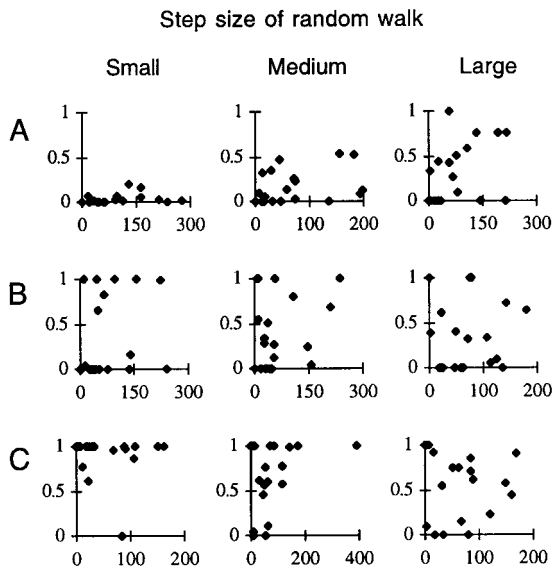 Step size of random walk
Small Medium Large
A
1 1 1
0.5 0.5 0.5
0 0 0
0 150 300 0 100 200 0 200 400
B
1 1 1
0.5 0.5 0.5
0 0 0
0 150 300 0 150 300 0 100 200
C
1 1 1
0.5 0.5 0.5
0 0 0
0 100 200 0 200 400 0 100 200